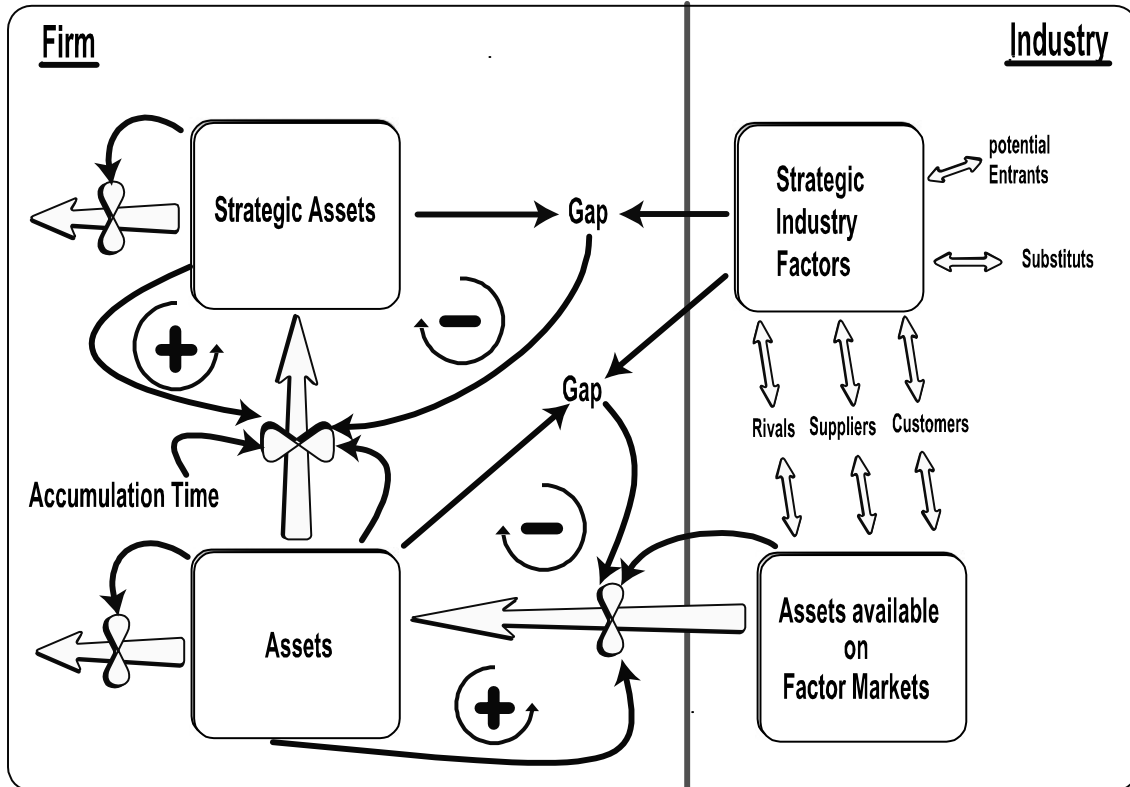 Firm
Industry
Strategic Assets
Gap
Strategic
Industry
Factors
potential
Entrants
Substituts
Gap
Rivals
Suppliers
Customers
Accumulation Time
Assets
Assets available
on
Factor Markets